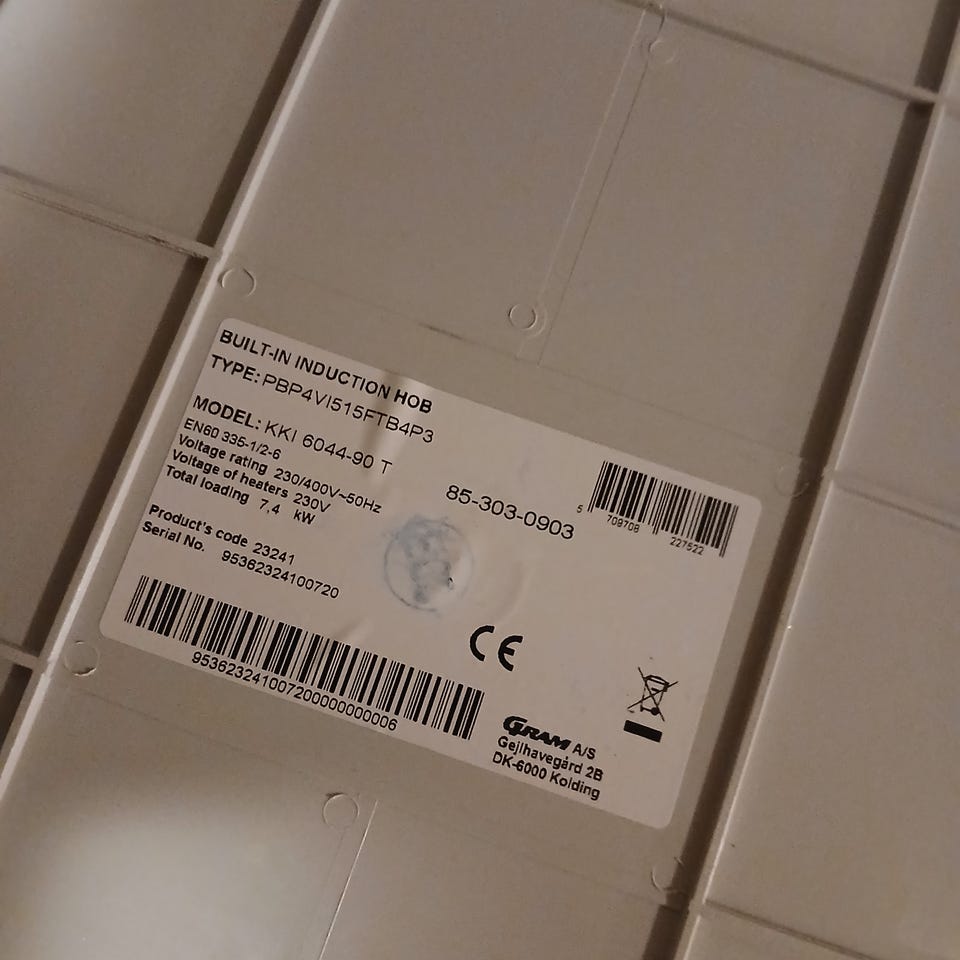 BUILT-IN INDUCTION HOB
TYPE: PBP4VI515FTB4P3
MODEL: KKI 6044-90 T
EN60 335-1/2-6
Voltage rating 230/400V~50Hz
Voltage of heaters 230V
Total loading 7,4 kW
85-303-0903
5 709708 227522
Product's code 23241
Serial No. 95362324100720
953623241007200000000006
CE
GRAM A/S
Gejlhavegård 2B
DK-6000 Kolding